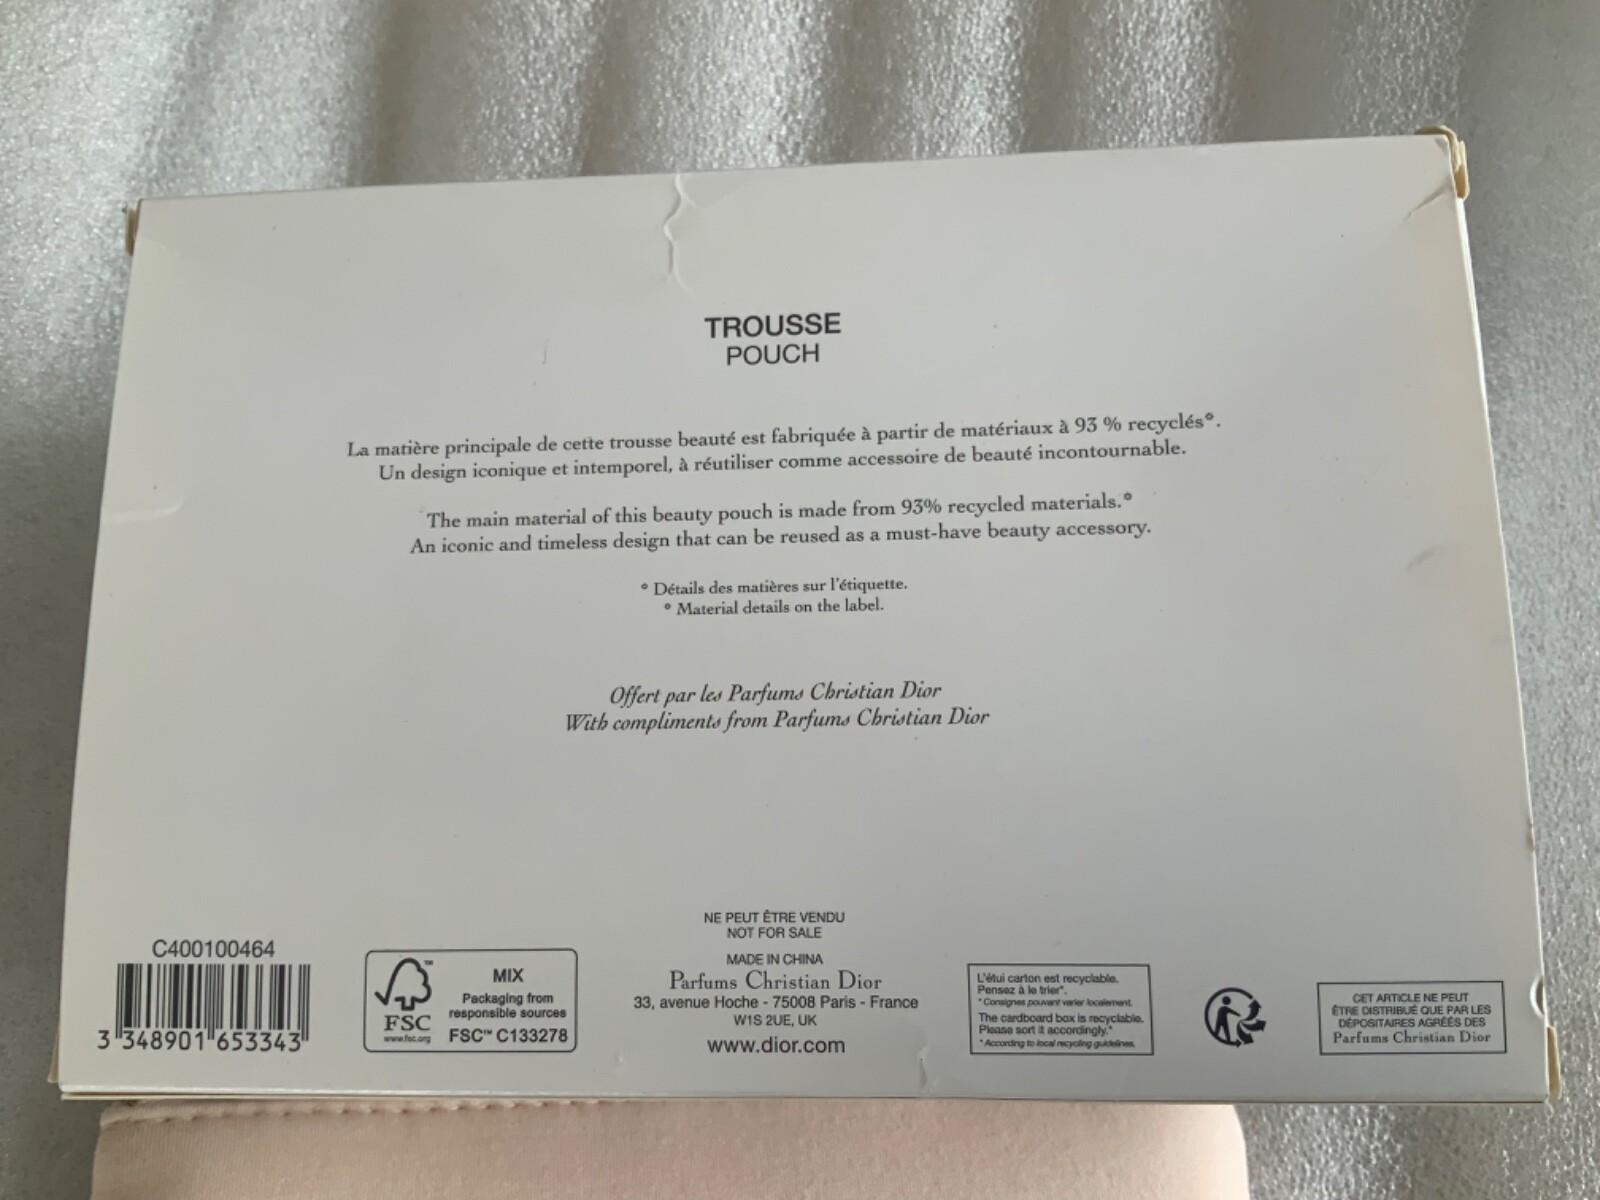 TROUSSE
POUCH
La matière principale de cette trousse beauté est fabriquée à partir de matériaux à 93 % recyclés°.
Un design iconique et intemporel, à réutiliser comme accessoire de beauté incontournable.
The main material of this beauty pouch is made from 93% recycled materials.°
An iconic and timeless design that can be reused as a must-have beauty accessory.
° Détails des matières sur l'étiquette.
° Material details on the label.
Offert par les Parfums Christian Dior
With compliments from Parfums Christian Dior
C400100464
3 348901 653343
FSC
™
www.fsc.org
MIX
Packaging from
responsible sources
FSC™ C133278
NE PEUT ÊTRE VENDU
NOT FOR SALE
MADE IN CHINA
Parfums Christian Dior
33, avenue Hoche - 75008 Paris - France
W1S 2UE, UK
www.dior.com
L'étui carton est recyclable.
Pensez à le trier*.
* Consignes pouvant varier localement.
The cardboard box is recyclable.
Please sort it accordingly.*
* According to local recycling guidelines.
CET ARTICLE NE PEUT
ÊTRE DISTRIBUÉ QUE PAR LES
DÉPOSITAIRES AGRÉÉS DES
Parfums Christian Dior